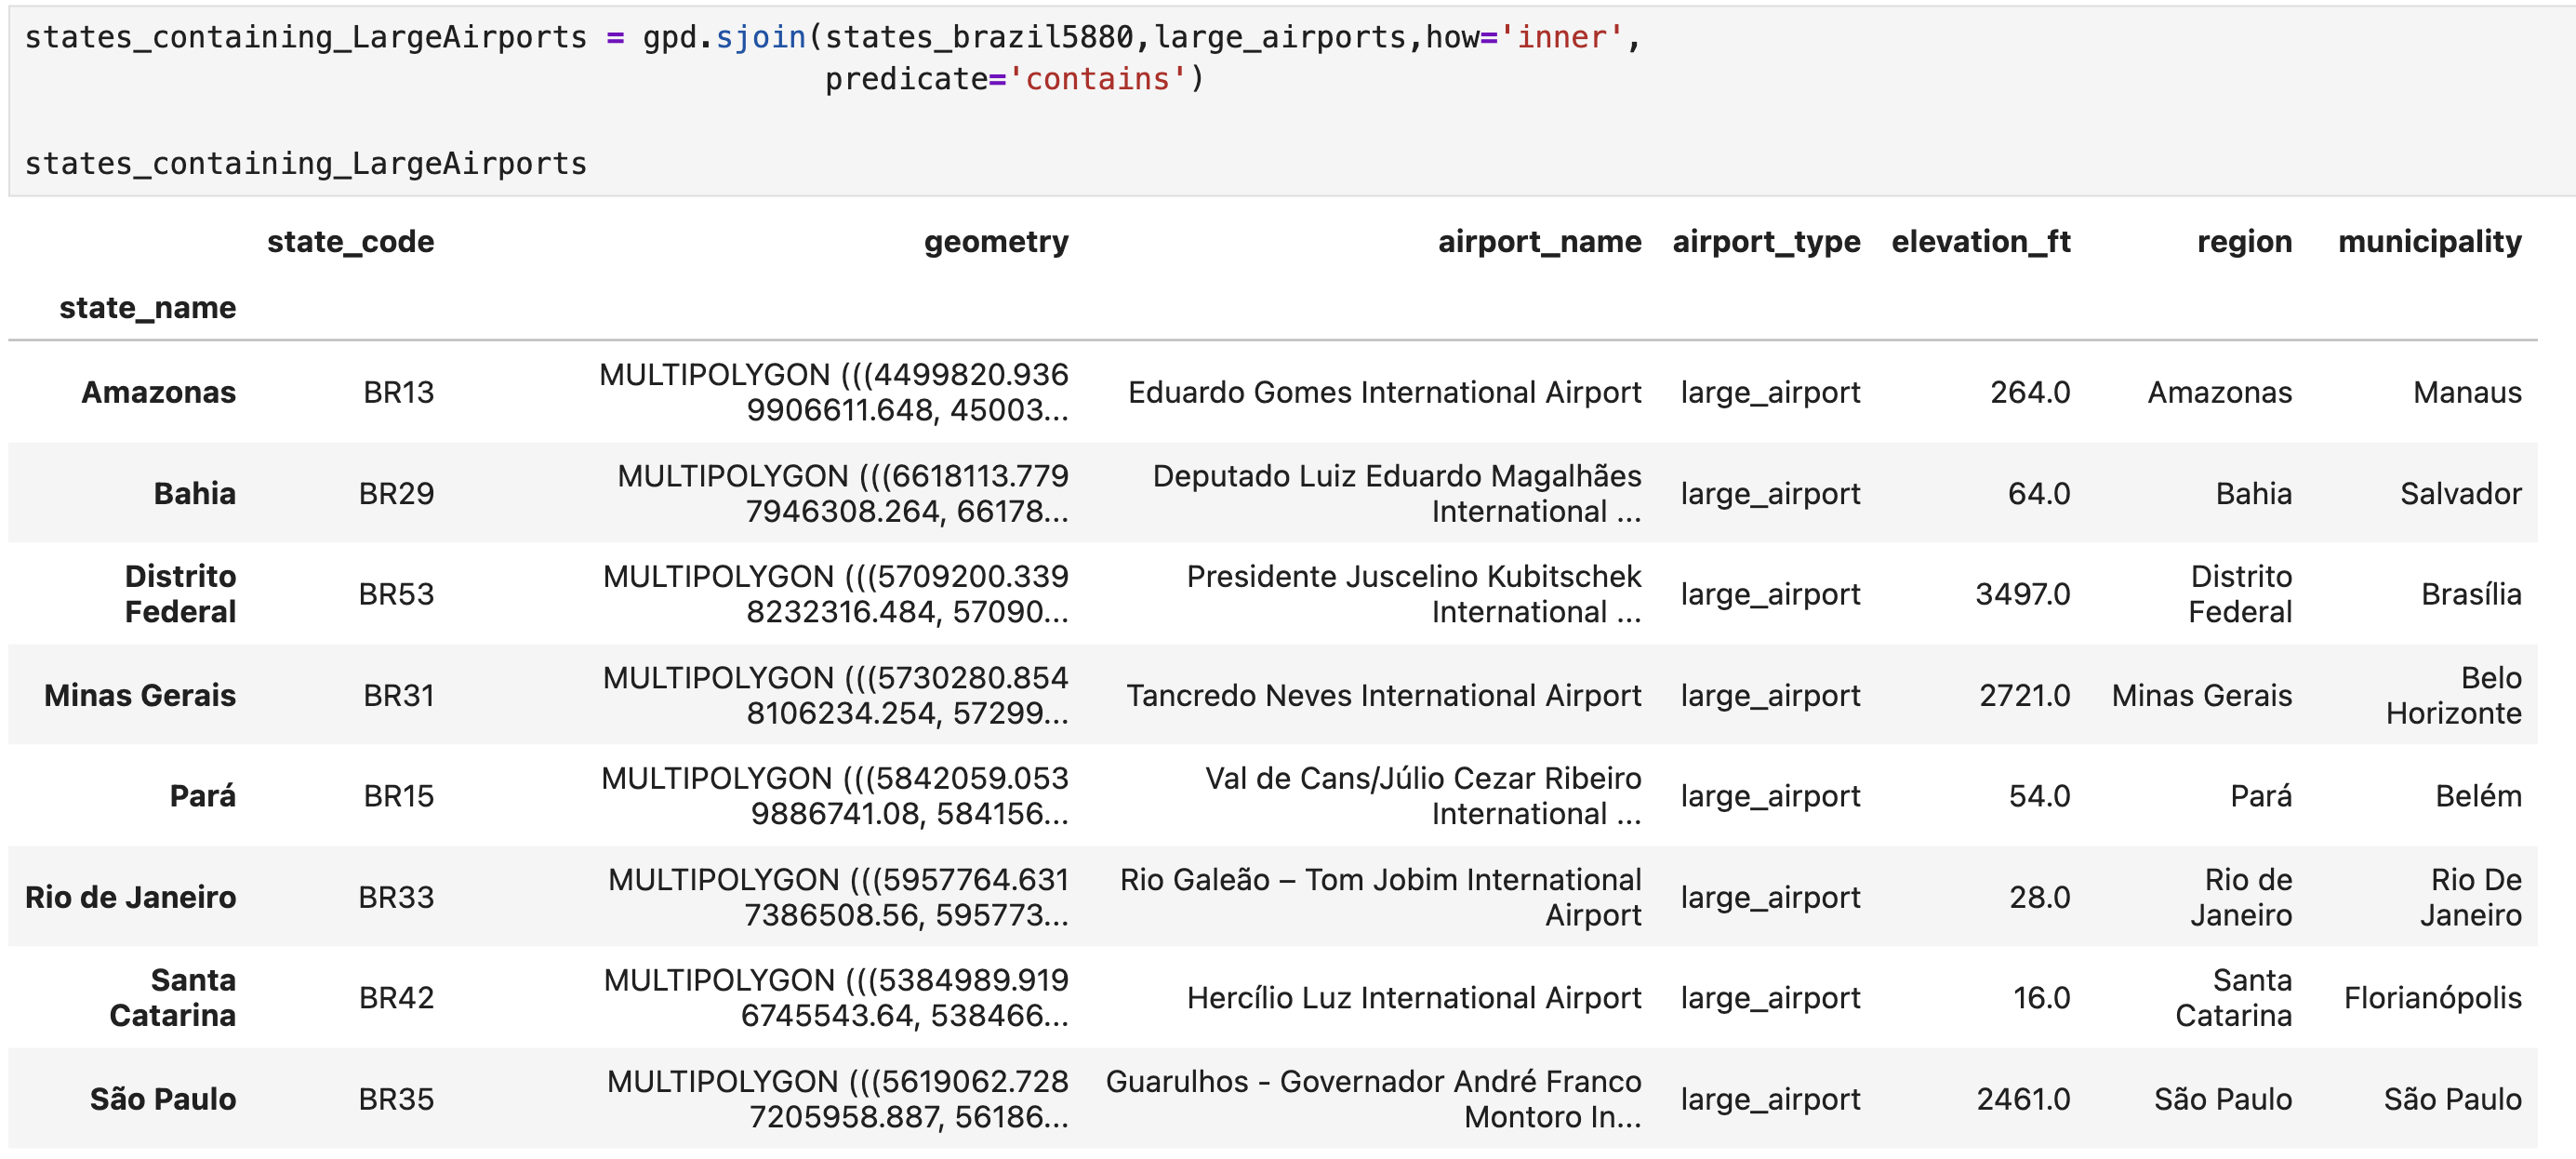 states_containing_LargeAirports = gpd.sjoin(states_brazil5880,large_airports,how='inner',
predicate='contains')
states_containing_LargeAirports
state_code geometry airport_name airport_type elevation_ft region municipality
state_name
Amazonas BR13 MULTIPOLYGON (((4499820.936 9906611.648, 45003... Eduardo Gomes International Airport large_airport 264.0 Amazonas Manaus
Bahia BR29 MULTIPOLYGON (((6618113.779 7946308.264, 66178... Deputado Luiz Eduardo Magalhães International ... large_airport 64.0 Bahia Salvador
Distrito Federal BR53 MULTIPOLYGON (((5709200.339 8232316.484, 57090... Presidente Juscelino Kubitschek International ... large_airport 3497.0 Distrito Federal Brasília
Minas Gerais BR31 MULTIPOLYGON (((5730280.854 8106234.254, 57299... Tancredo Neves International Airport large_airport 2721.0 Minas Gerais Belo Horizonte
Pará BR15 MULTIPOLYGON (((5842059.053 9886741.08, 584156... Val de Cans/Júlio Cezar Ribeiro International ... large_airport 54.0 Pará Belém
Rio de Janeiro BR33 MULTIPOLYGON (((5957764.631 7386508.56, 595773... Rio Galeão – Tom Jobim International Airport large_airport 28.0 Rio de Janeiro Rio De Janeiro
Santa Catarina BR42 MULTIPOLYGON (((5384989.919 6745543.64, 538466... Hercílio Luz International Airport large_airport 16.0 Santa Catarina Florianópolis
São Paulo BR35 MULTIPOLYGON (((5619062.728 7205958.887, 56186... Guarulhos - Governador André Franco Montoro In... large_airport 2461.0 São Paulo São Paulo